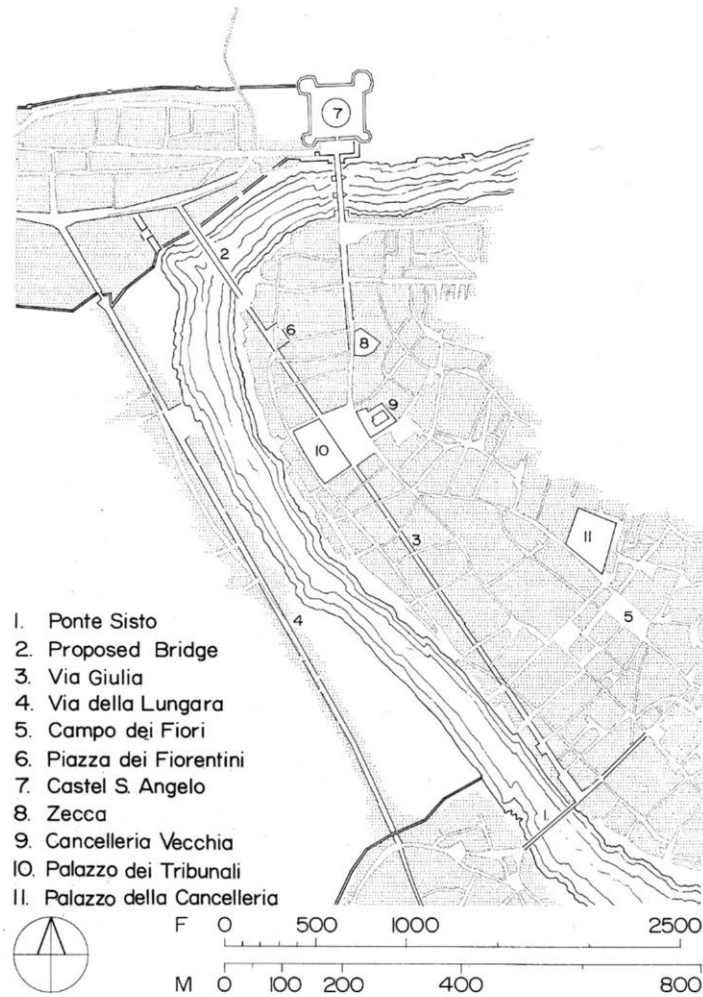 7
2
6
8
9
10
3
11
5
4
1.
1. Ponte Sisto
2. Proposed Bridge
3. Via Giulia
4. Via della Lungara
5. Campo dei Fiori
6. Piazza dei Fiorentini
7. Castel S. Angelo
8. Zecca
9. Cancelleria Vecchia
10. Palazzo dei Tribunali
11. Palazzo della Cancelleria
F 0 500 1000 2500
M 0 100 200 400 800